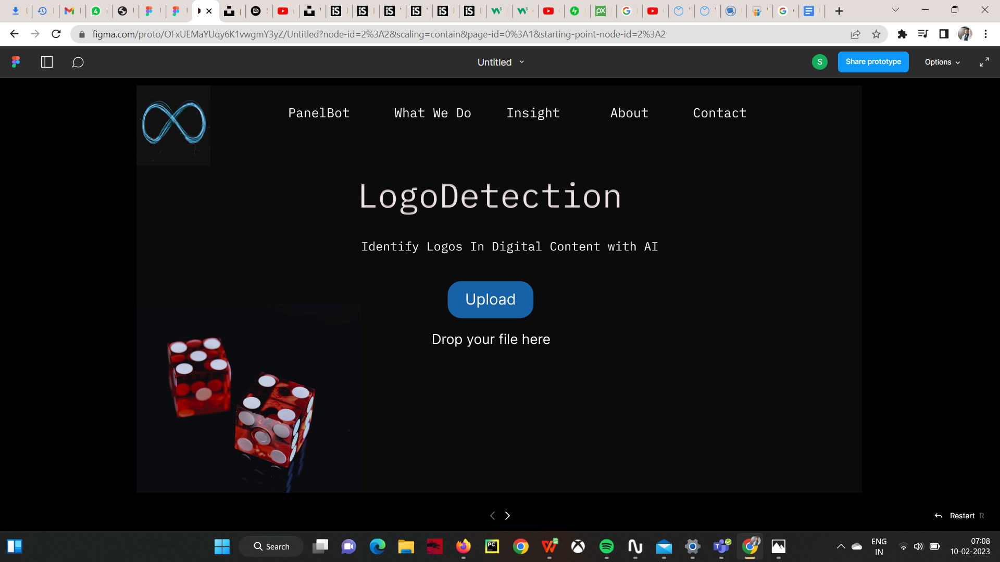 figma.com/proto/OFxUEMaYUqy6K1vwgmY3yZ/Untitled?node-id=2%3A2&scaling=contain&page-id=0%3A1&starting-point-node-id=2%3A2
Untitled
S
Share prototype
Options
PanelBot
What We Do
Insight
About
Contact
LogoDetection
Identify Logos In Digital Content with AI
Upload
Drop your file here
Restart R
Search
ENG
IN
07:08
10-02-2023